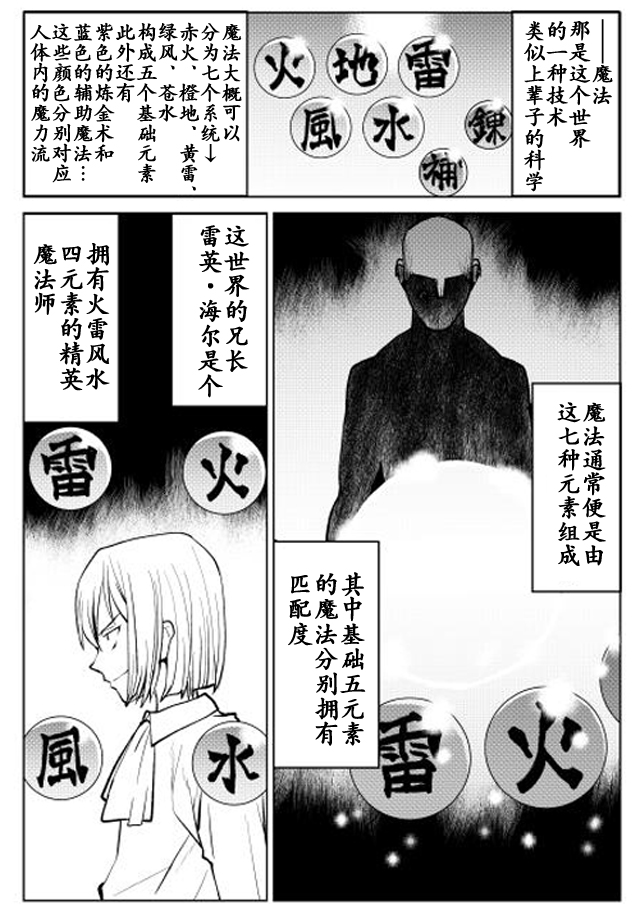 ——魔法
那是这个世界
的一种技术
类似上辈子的科学
火
地
雷
風
水
錬
補
魔法大概可以
分为七个系统↓
赤火、橙地、黄雷、
绿风、苍水
构成五个基础元素
此外还有
紫色的炼金术和
蓝色的辅助魔法…
这些颜色分别对应
人体内的魔力流
魔法通常便是由
这七种元素组成
其中基础五元素
的魔法分别拥有
匹配度
雷
火
这世界的兄长
雷英·海尔是个
拥有火雷风水
四元素的精英
魔法师
雷
火
風
水